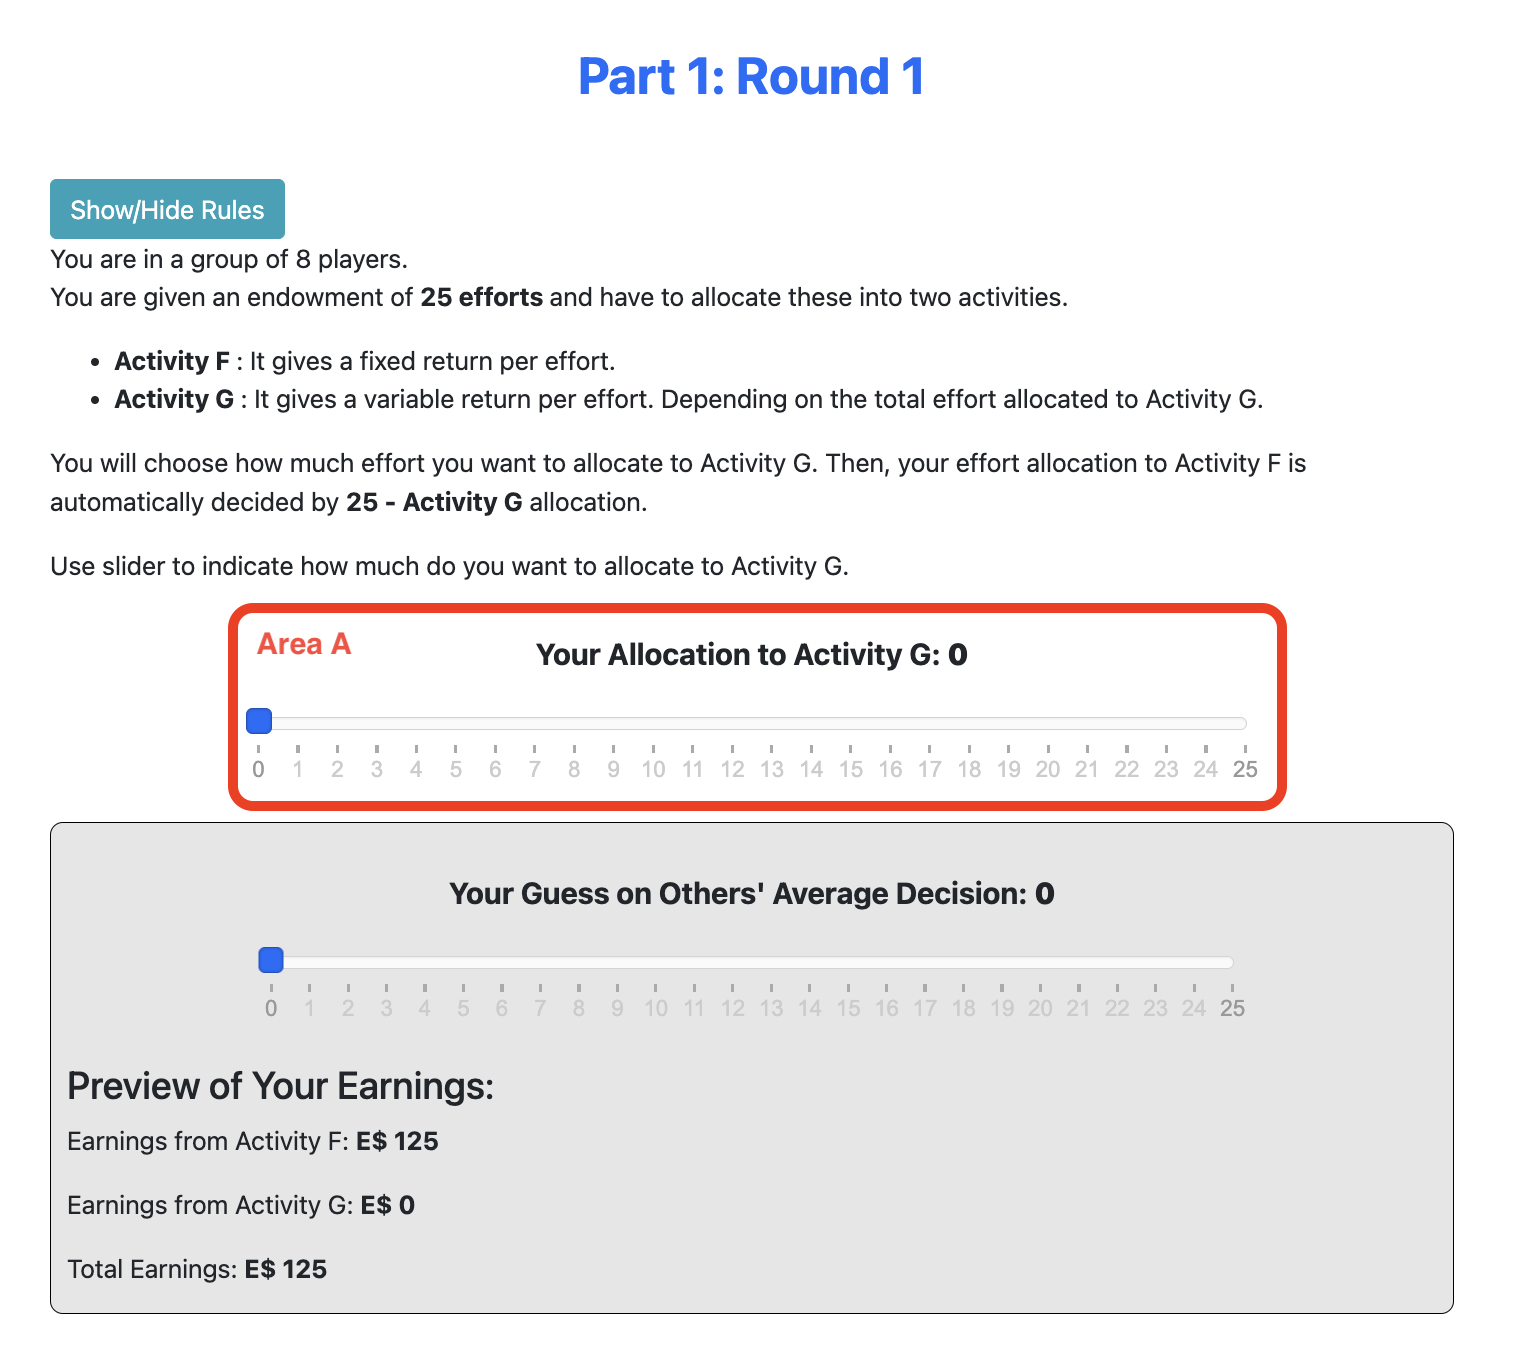 Part 1: Round 1
Show/Hide Rules
You are in a group of 8 players.
You are given an endowment of 25 efforts and have to allocate these into two activities.
• Activity F : It gives a fixed return per effort.
• Activity G : It gives a variable return per effort. Depending on the total effort allocated to Activity G.
You will choose how much effort you want to allocate to Activity G. Then, your effort allocation to Activity F is
automatically decided by 25 - Activity G allocation.
Use slider to indicate how much do you want to allocate to Activity G.
Area A
Your Allocation to Activity G: 0
0 1 2 3 4 5 6 7 8 9 10 11 12 13 14 15 16 17 18 19 20 21 22 23 24 25
Your Guess on Others' Average Decision: 0
0 1 2 3 4 5 6 7 8 9 10 11 12 13 14 15 16 17 18 19 20 21 22 23 24 25
Preview of Your Earnings:
Earnings from Activity F: E$ 125
Earnings from Activity G: E$ 0
Total Earnings: E$ 125